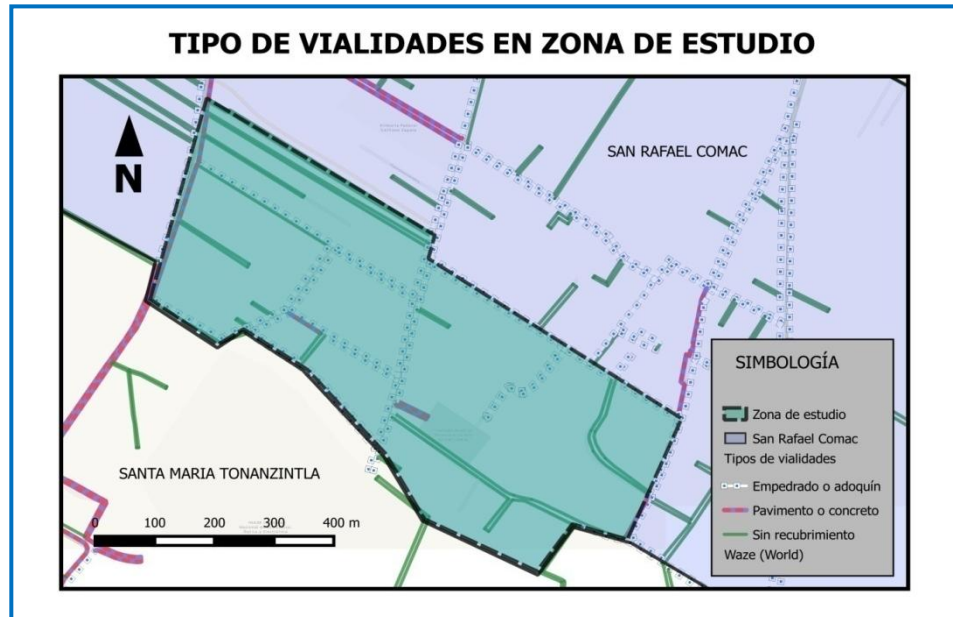 TIPO DE VIALIDADES EN ZONA DE ESTUDIO
N
SAN RAFAEL COMAC
SANTA MARIA TONANZINTLA
0 100 200 300 400 m
SIMBOLOGÍA
Zona de estudio
San Rafael Comac
Tipos de vialidades
Empedrado o adoquín
Pavimento o concreto
Sin recubrimiento
Waze (World)